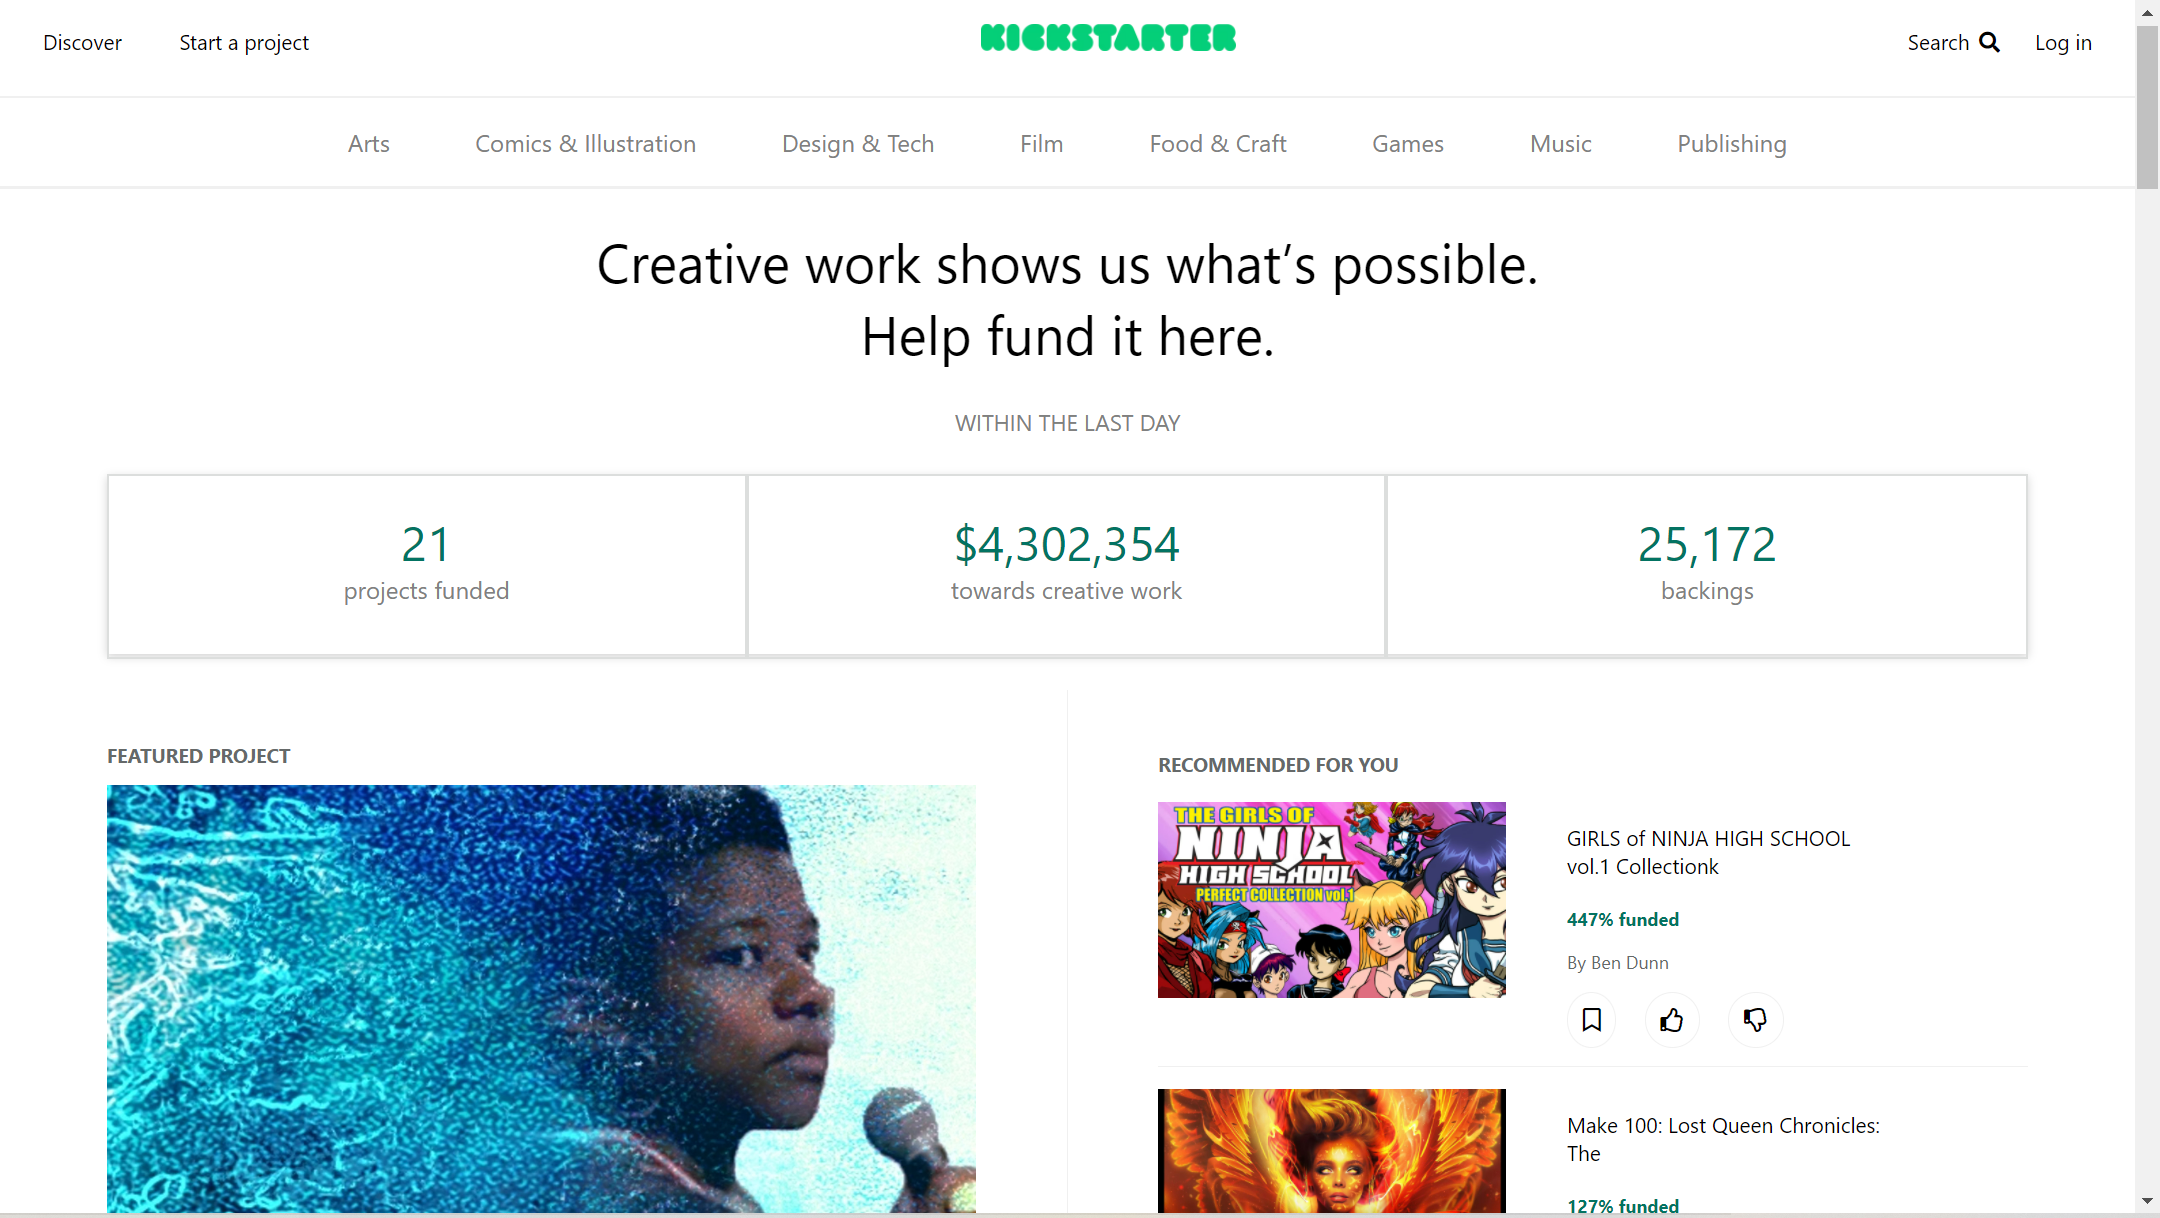 Discover
Start a project
KICKSTARTER
Search
Log in
Arts
Comics & Illustration
Design & Tech
Film
Food & Craft
Games
Music
Publishing
Creative work shows us what’s possible.
Help fund it here.
WITHIN THE LAST DAY
21
projects funded
$4,302,354
towards creative work
25,172
backings
FEATURED PROJECT
RECOMMENDED FOR YOU
THE GIRLS OF
NINJA
HIGH SCHOOL
PERFECT COLLECTION vol.1
GIRLS of NINJA HIGH SCHOOL
vol.1 Collectionk
447% funded
By Ben Dunn
Make 100: Lost Queen Chronicles:
The
127% funded